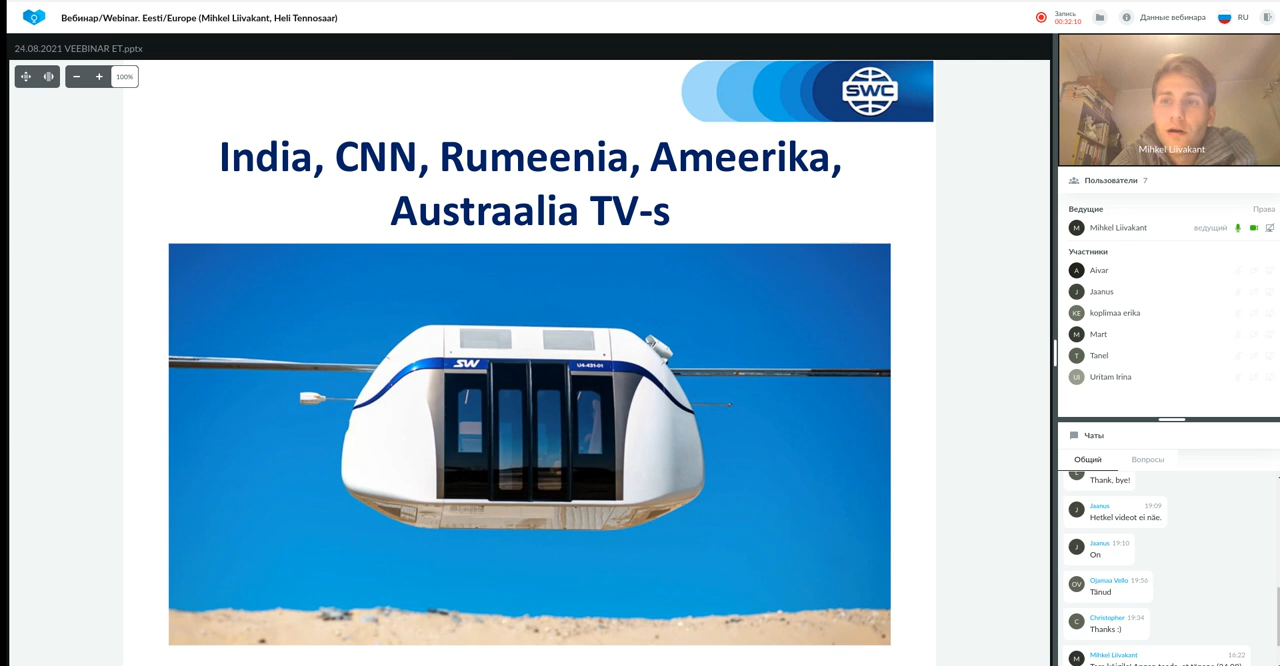 Вебинар/Webinar. Eesti/Europe (Mihkel Liivakant, Heli Tennosaar)
Запись
00:32:10
Данные вебинара
RU
24.08.2021 VEEBINAR ET.pptx
100%
SWC
India, CNN, Rumeenia, Ameerika,
Austraalia TV-s
SW
U4-431-01
Mihkel Liivakant
Пользователи 7
Ведущие Права
M Mihkel Liivakant ведущий
Участники
A Aivar
J Jaanus
KE koplimaa erika
M Mart
T Tanel
UI Uritam Irina
Чаты
Общий Вопросы
Thank, bye!
J Jaanus 19:09
Hetkel videot ei näe.
J Jaanus 19:10
On
OV Ojamaa Vello 19:56
Tänud
C Christopher 19:34
Thanks :)
M Mihkel Liivakant 16:22